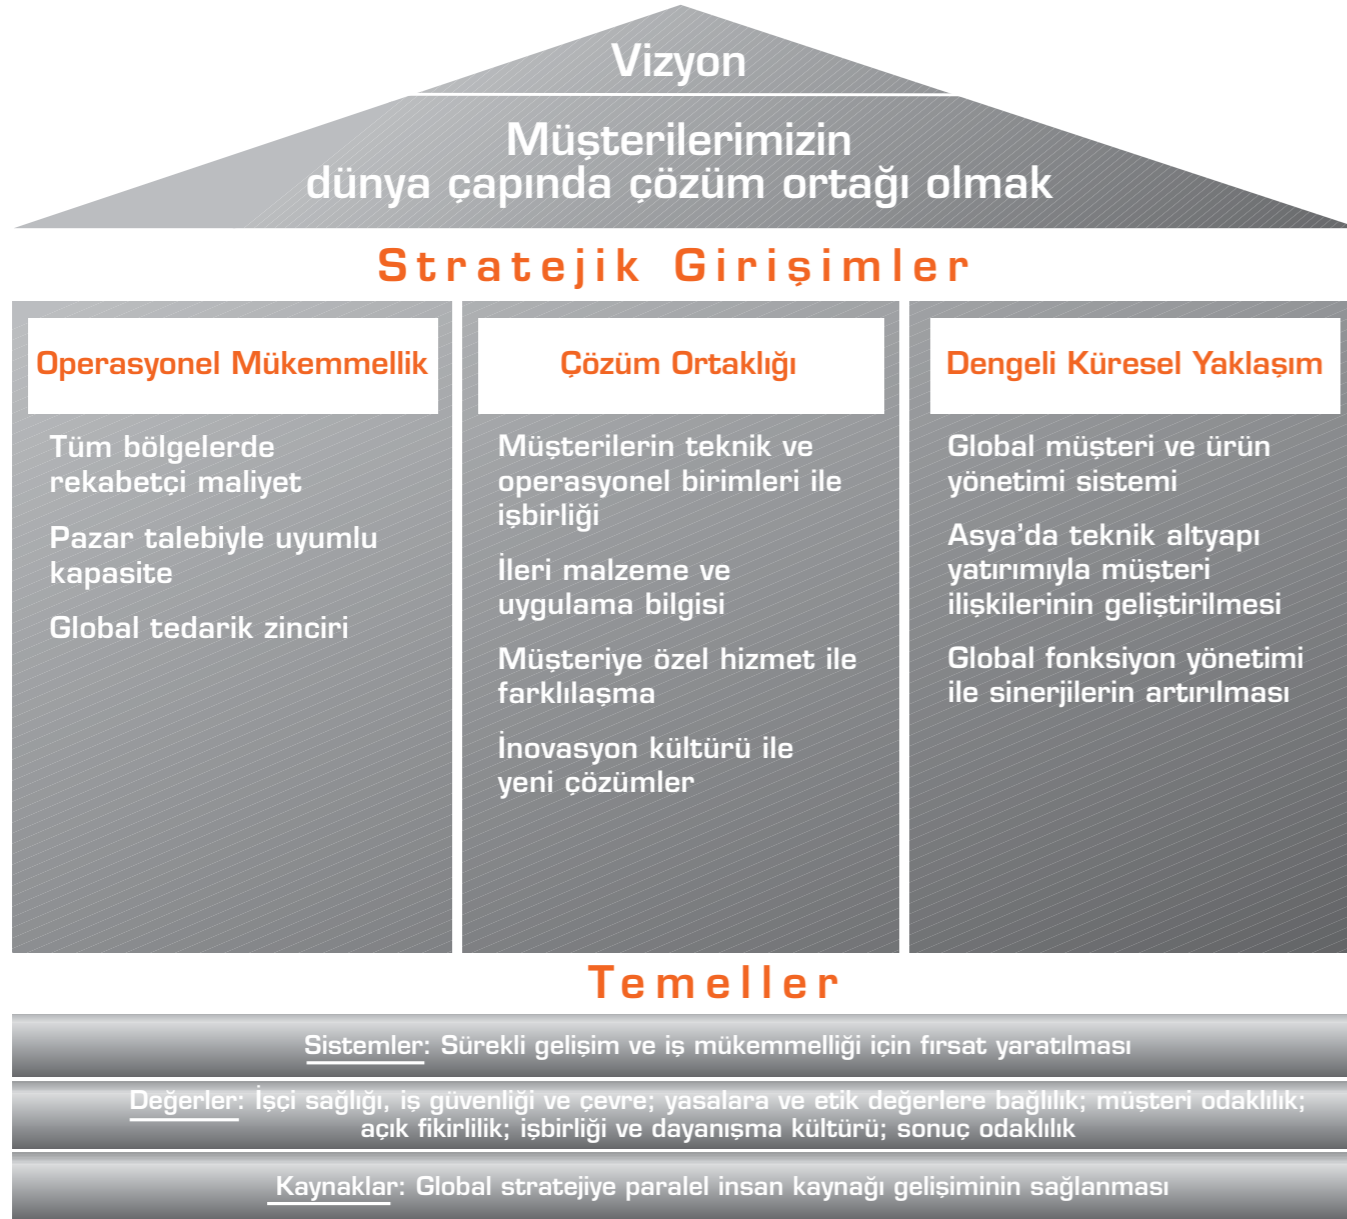 Vizyon
Müşterilerimizin
dünya çapında çözüm ortağı olmak
Stratejik Girişimler
Operasyonel Mükemmellik
Tüm bölgelerde
rekabetçi maliyet
Pazar talebiyle uyumlu
kapasite
Global tedarik zinciri
Çözüm Ortaklığı
Müşterilerin teknik ve
operasyonel birimleri ile
işbirliği
İleri malzeme ve
uygulama bilgisi
Müşteriye özel hizmet ile
farklılaşma
İnovasyon kültürü ile
yeni çözümler
Dengeli Küresel Yaklaşım
Global müşteri ve ürün
yönetimi sistemi
Asya’da teknik altyapı
yatırımıyla müşteri
ilişkilerinin geliştirilmesi
Global fonksiyon yönetimi
ile sinerjilerin artırılması
Temeller
Sistemler: Sürekli gelişim ve iş mükemmelliği için fırsat yaratılması
Değerler: İşçi sağlığı, iş güvenliği ve çevre; yasalara ve etik değerlere bağlılık; müşteri odaklılık;
açık fikirlilik; işbirliği ve dayanışma kültürü; sonuç odaklılık
Kaynaklar: Global stratejiye paralel insan kaynağı gelişiminin sağlanması